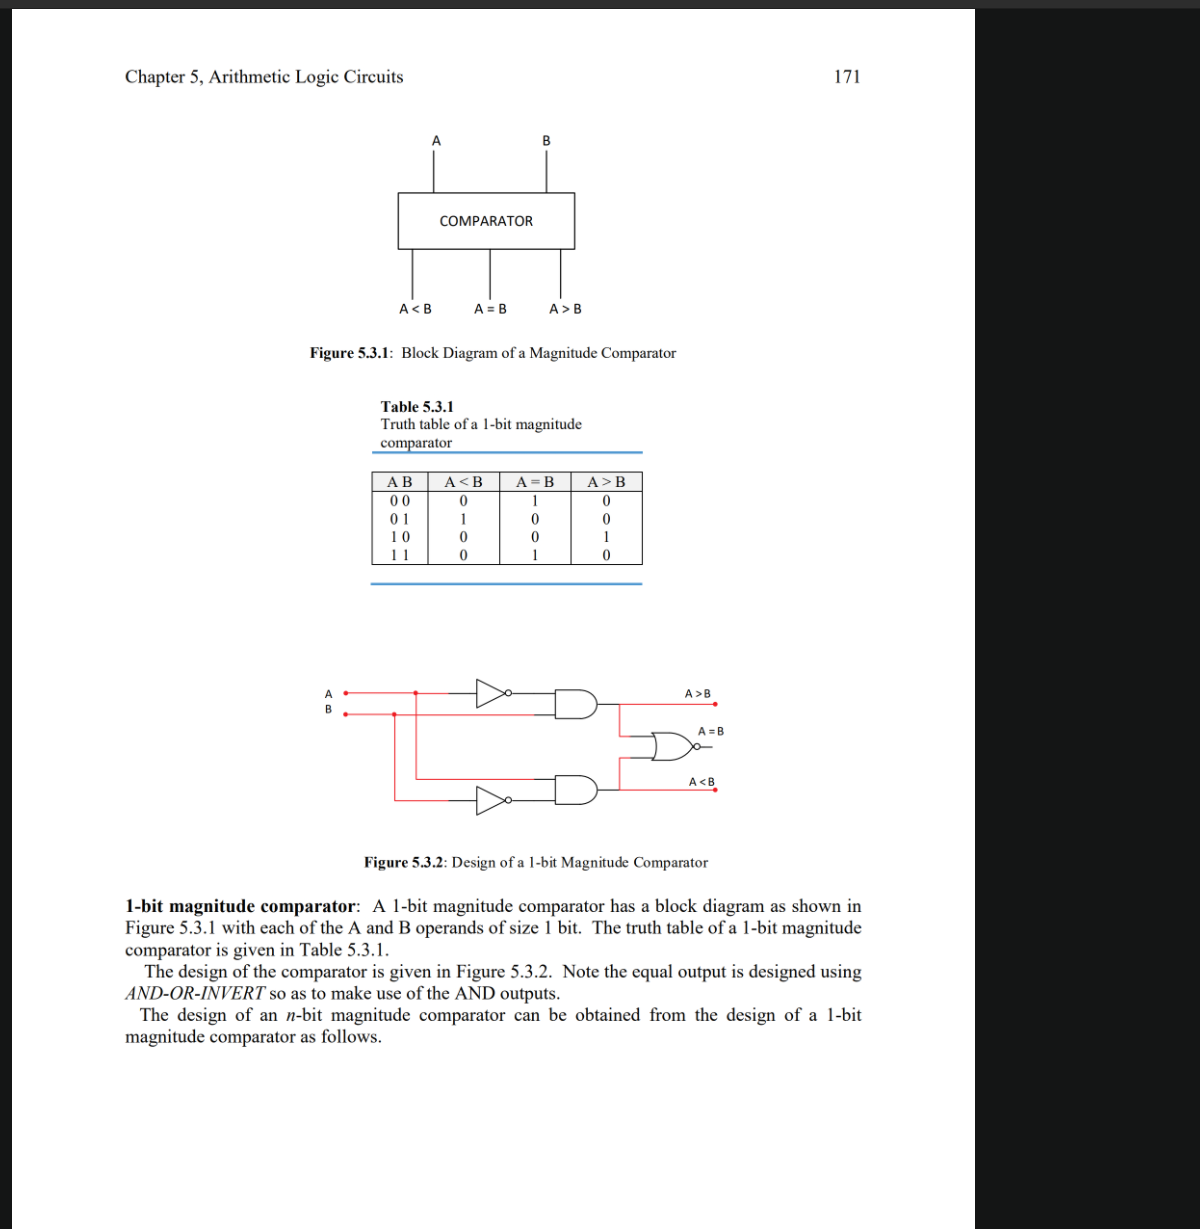 Chapter 5, Arithmetic Logic Circuits 171
A B
COMPARATOR
A < B A = B A > B
Figure 5.3.1: Block Diagram of a Magnitude Comparator
Table 5.3.1
Truth table of a 1-bit magnitude
comparator
A B A < B A = B A > B
0 0 0 1 0
0 1 1 0 0
1 0 0 0 1
1 1 0 1 0
A A >B
B
A =B
A <B
Figure 5.3.2: Design of a 1-bit Magnitude Comparator
1-bit magnitude comparator: A 1-bit magnitude comparator has a block diagram as shown in
Figure 5.3.1 with each of the A and B operands of size 1 bit. The truth table of a 1-bit magnitude
comparator is given in Table 5.3.1.
The design of the comparator is given in Figure 5.3.2. Note the equal output is designed using
AND-OR-INVERT so as to make use of the AND outputs.
The design of an n-bit magnitude comparator can be obtained from the design of a 1-bit
magnitude comparator as follows.